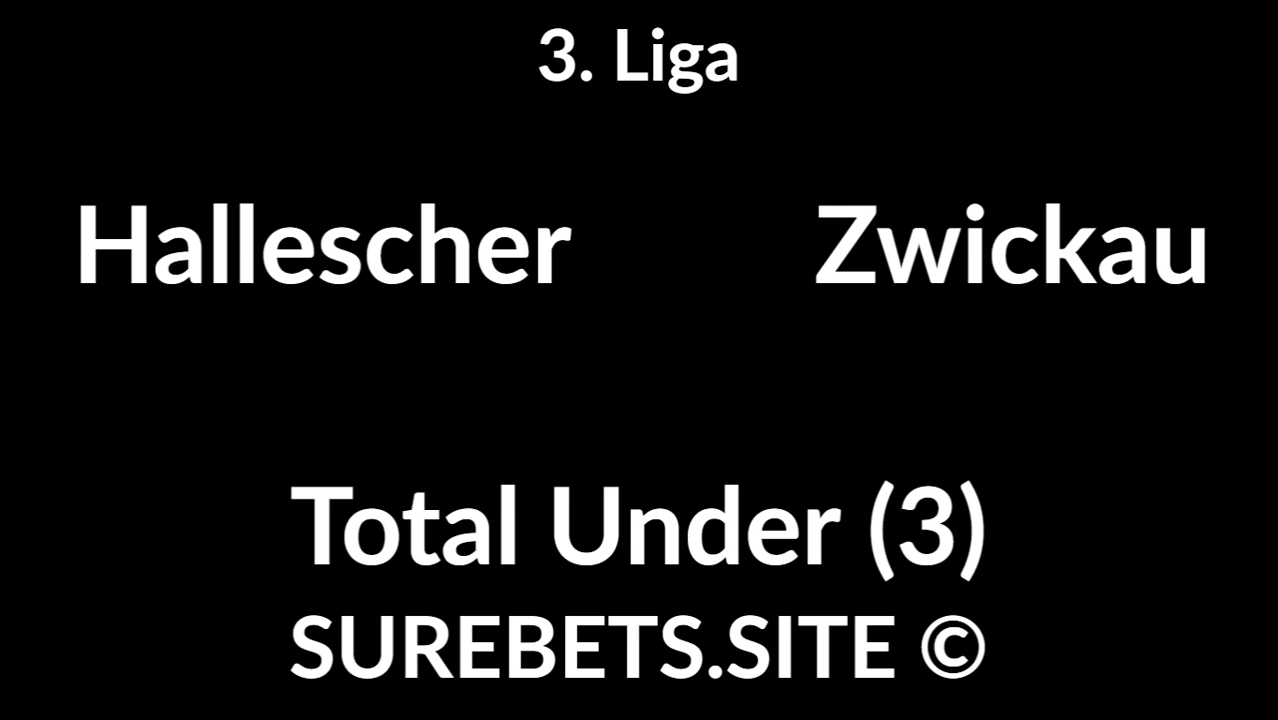 3. Liga
Hallescher Zwickau
Total Under (3)
SUREBETS.SITE ©